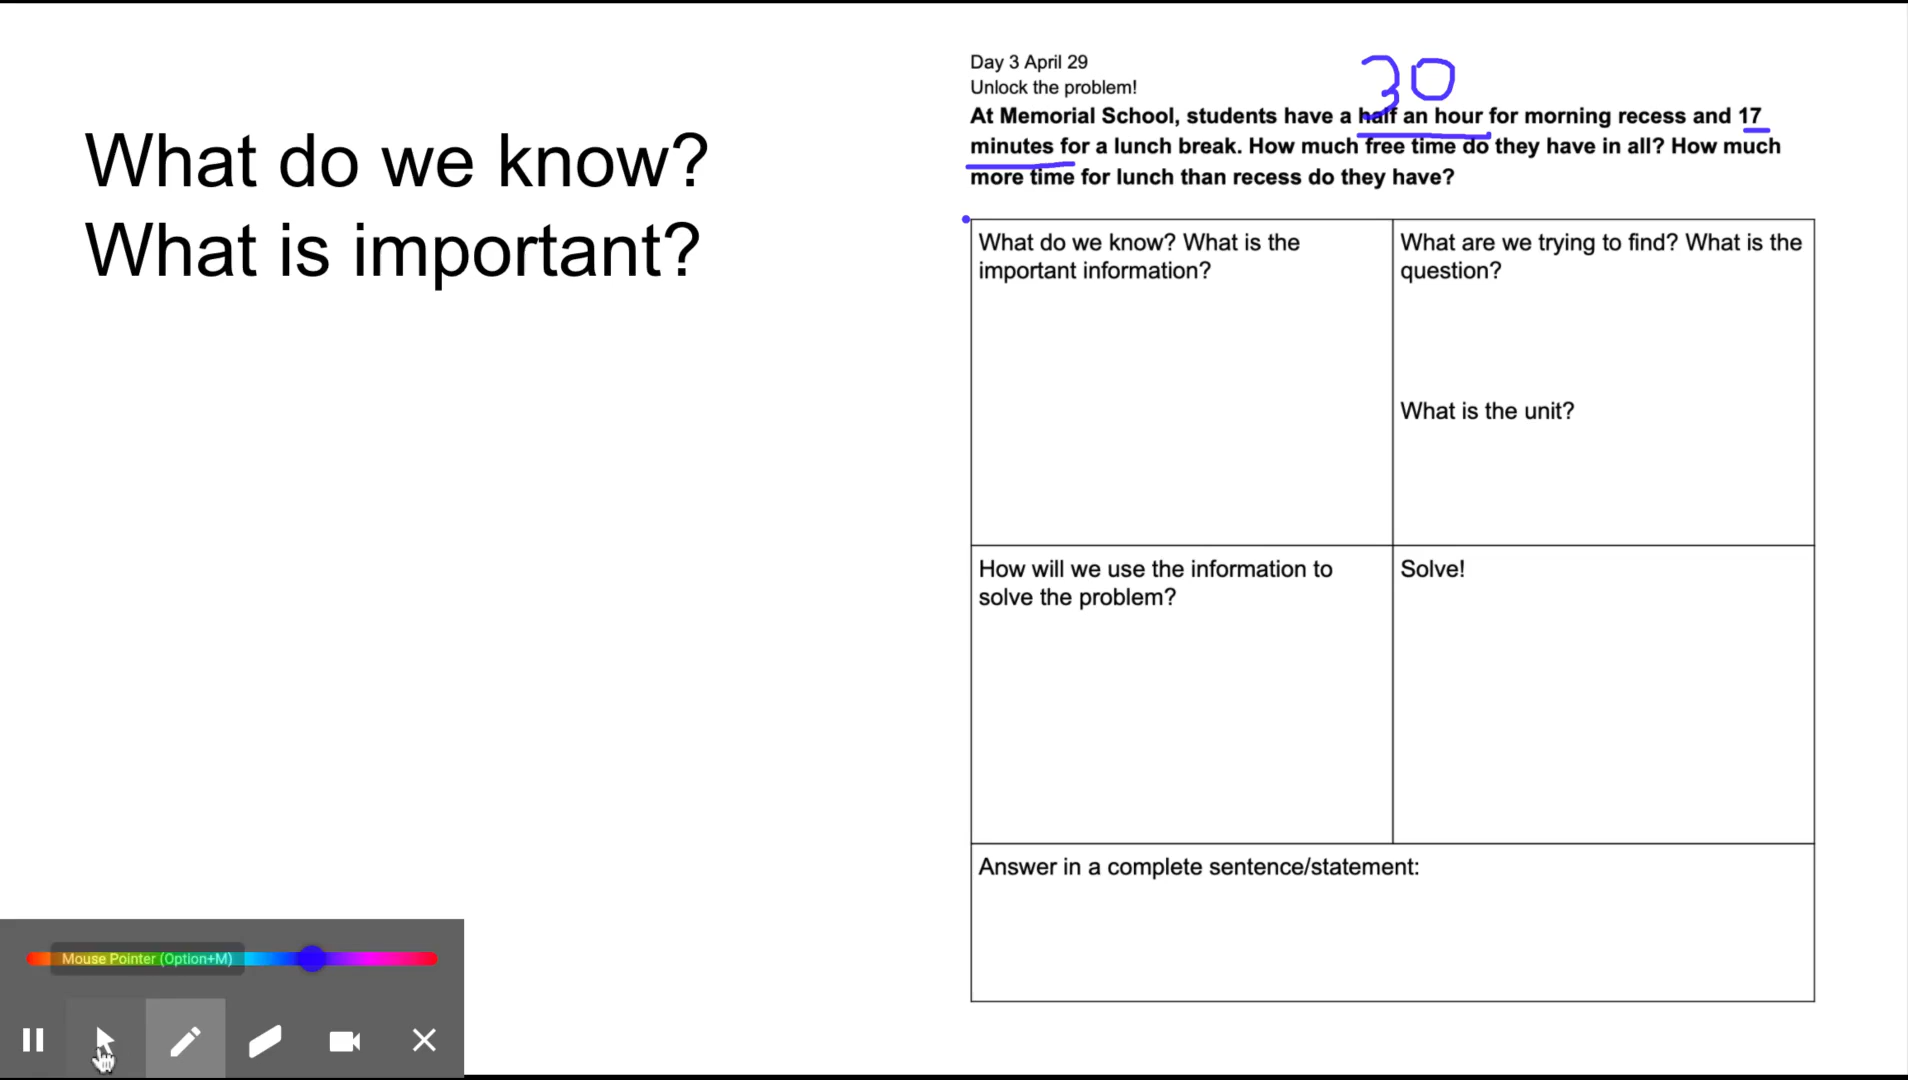 What do we know?
What is important?
Day 3 April 29
Unlock the problem!
30
At Memorial School, students have a half an hour for morning recess and 17
minutes for a lunch break. How much free time do they have in all? How much
more time for lunch than recess do they have?
What do we know? What is the
important information?
What are we trying to find? What is the
question?
What is the unit?
How will we use the information to
solve the problem?
Solve!
Answer in a complete sentence/statement:
Mouse Pointer (Option+M)